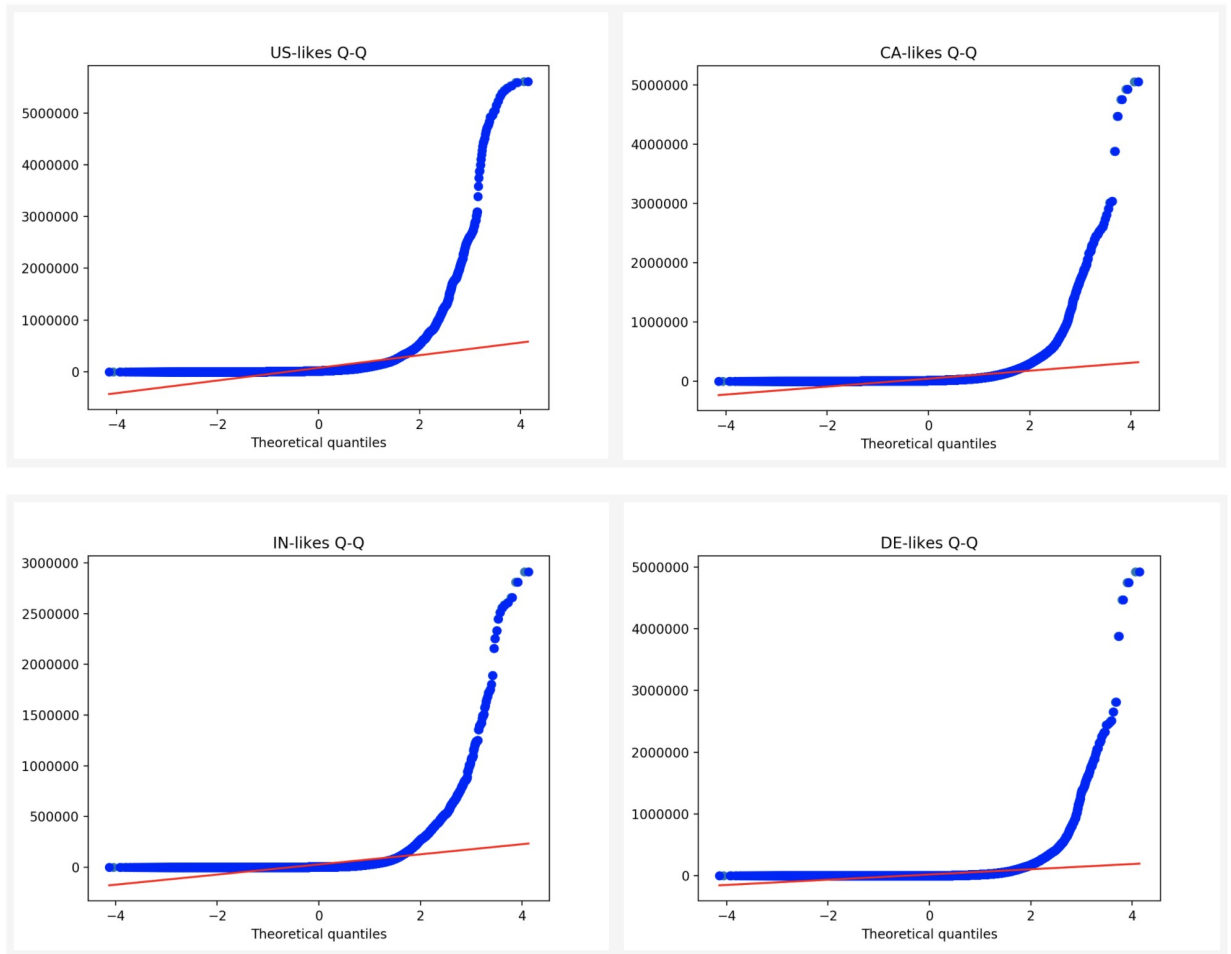 US-likes Q-Q
5000000
4000000
3000000
2000000
1000000
0
−4 −2 0 2 4
Theoretical quantiles
CA-likes Q-Q
5000000
4000000
3000000
2000000
1000000
0
−4 −2 0 2 4
Theoretical quantiles
IN-likes Q-Q
3000000
2500000
2000000
1500000
1000000
500000
0
−4 −2 0 2 4
Theoretical quantiles
DE-likes Q-Q
5000000
4000000
3000000
2000000
1000000
0
−4 −2 0 2 4
Theoretical quantiles